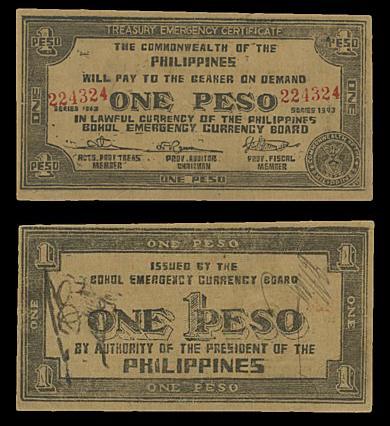 TREASURY EMERGENCY CERTIFICATE
1 PESO
1 PESO
THE COMMONWEALTH OF THE
PHILIPPINES
WILL PAY TO THE BEARER ON DEMAND
224324 ONE PESO 224324
SERIES 1943
SERIES 1943
IN LAWFUL CURRENCY OF THE PHILIPPINES
BOHOL EMERGENCY CURRENCY BOARD
ONE
ONE
ACTG. PROV. TREAS. PROV. AUDITOR PROV. FISCAL
MEMBER CHAIRMAN MEMBER
1 PESO
ONE PESO
ONE PESO
1
1
ISSUED BY THE
BOHOL EMERGENCY CURRENCY BOARD
ONE
ONE
ONE 1 PESO
BY AUTHORITY OF THE PRESIDENT OF THE
PHILIPPINES
1
1
ONE PESO